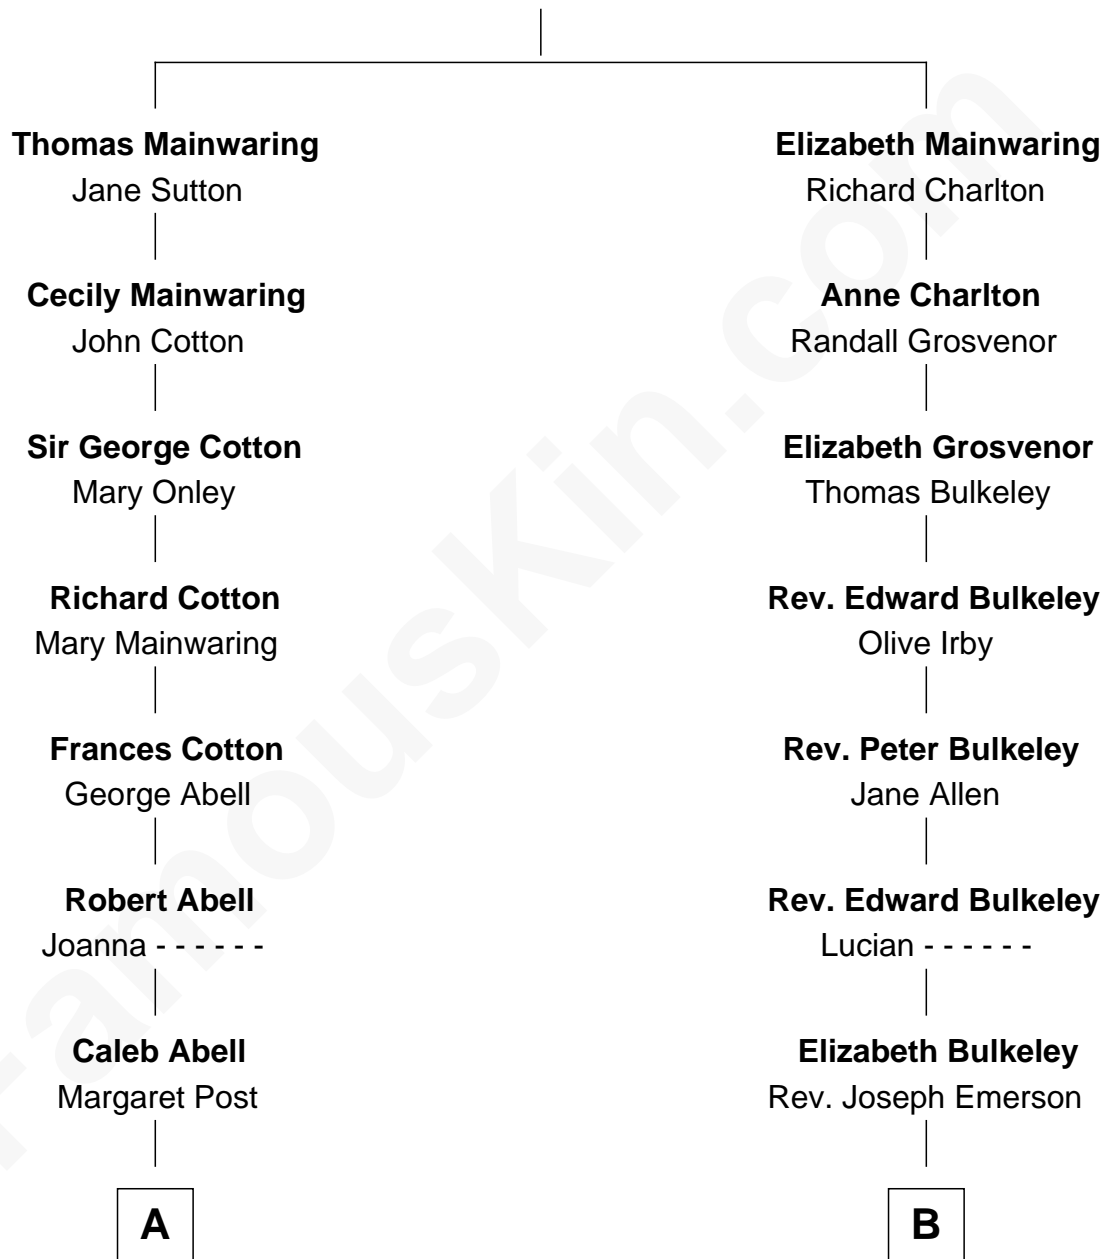 Thomas Mainwaring
Jane Sutton
Elizabeth Mainwaring
Richard Charlton
Cecily Mainwaring
John Cotton
Anne Charlton
Randall Grosvenor
Sir George Cotton
Mary Onley
Elizabeth Grosvenor
Thomas Bulkeley
Richard Cotton
Mary Mainwaring
Rev. Edward Bulkeley
Olive Irby
Frances Cotton
George Abell
Rev. Peter Bulkeley
Jane Allen
Robert Abell
Joanna - - - - - -
Rev. Edward Bulkeley
Lucian - - - - - -
Caleb Abell
Margaret Post
Elizabeth Bulkeley
Rev. Joseph Emerson
A
B
FamousKin.com